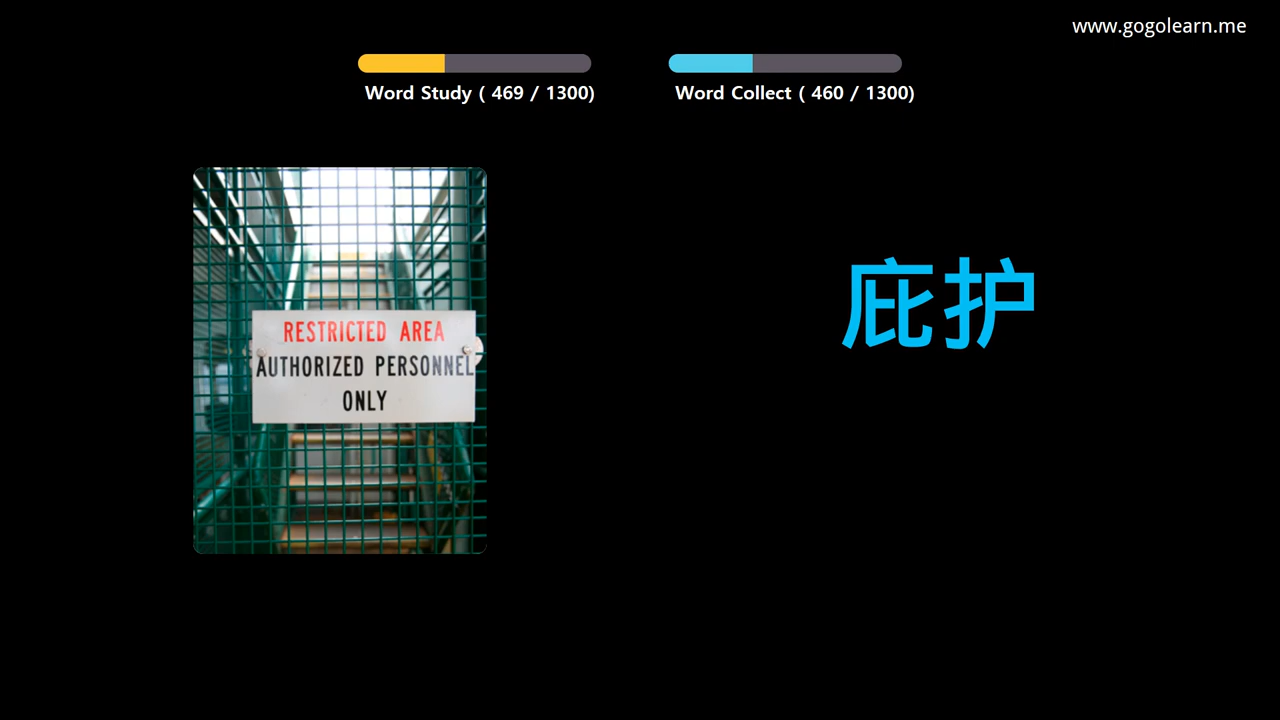 www.gogolearn.me
Word Study ( 469 / 1300)
Word Collect ( 460 / 1300)
RESTRICTED AREA
AUTHORIZED PERSONNEL
ONLY
庇护